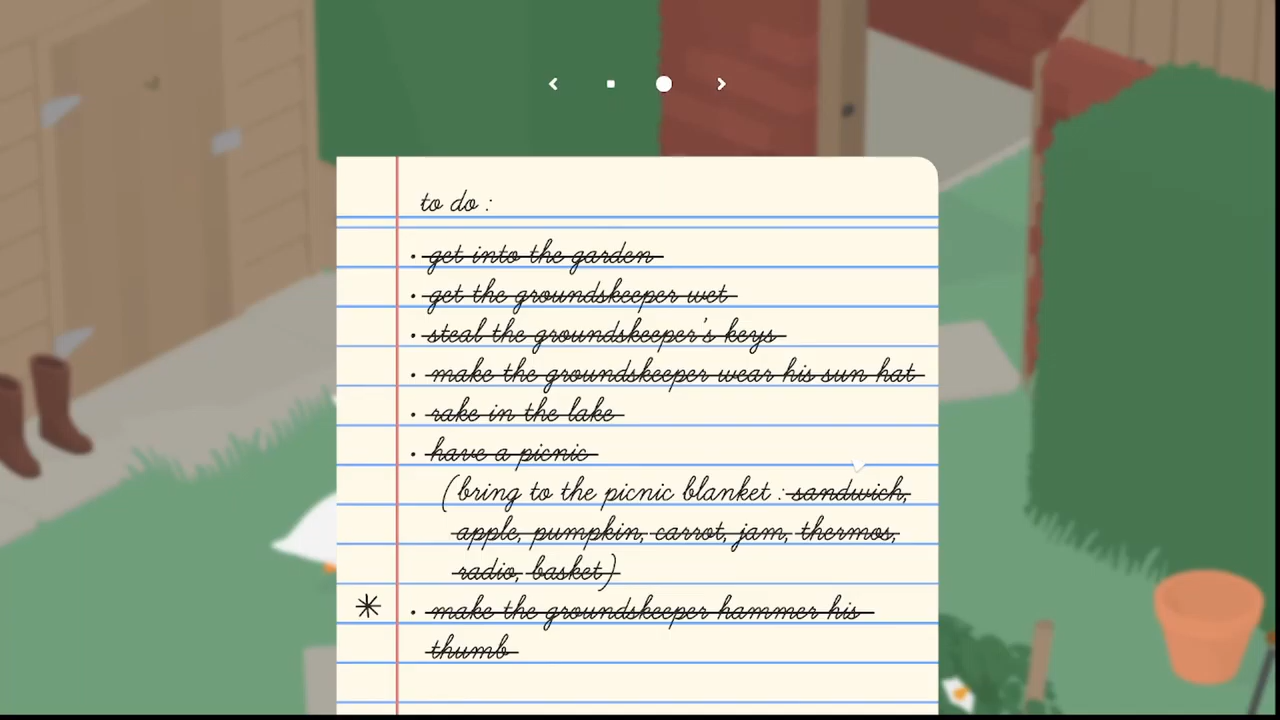 to do :
• get into the garden
• get the groundskeeper wet
• steal the groundskeeper's keys
• make the groundskeeper wear his sun hat
• rake in the lake
• have a picnic
(bring to the picnic blanket : sandwich,
apple, pumpkin, carrot, jam, thermos,
radio, basket)
• make the groundskeeper hammer his
thumb